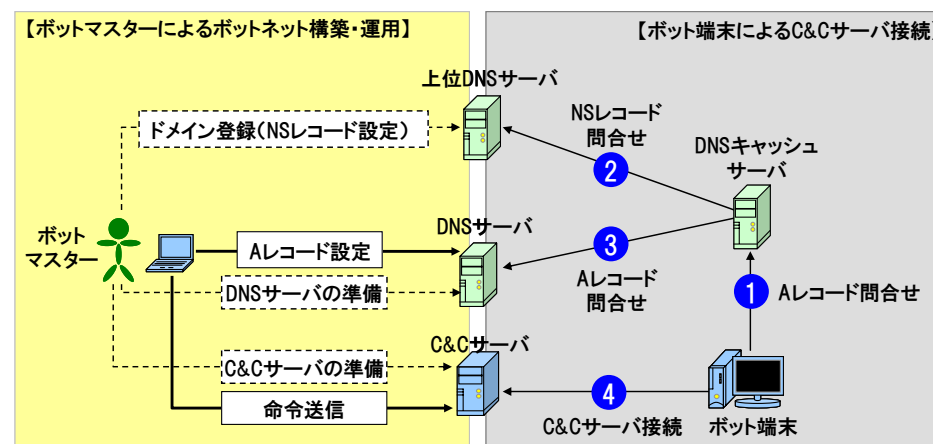 【ボットマスターによるボットネット構築・運用】
【ボット端末によるC&Cサーバ接続】
上位DNSサーバ
ドメイン登録(NSレコード設定)
NSレコード
問合せ
2
DNSキャッシュ
サーバ
ボット
マスター
Aレコード設定
DNSサーバ
3
Aレコード
問合せ
DNSサーバの準備
1
Aレコード問合せ
C&Cサーバ
C&Cサーバの準備
命令送信
4
C&Cサーバ接続
ボット端末